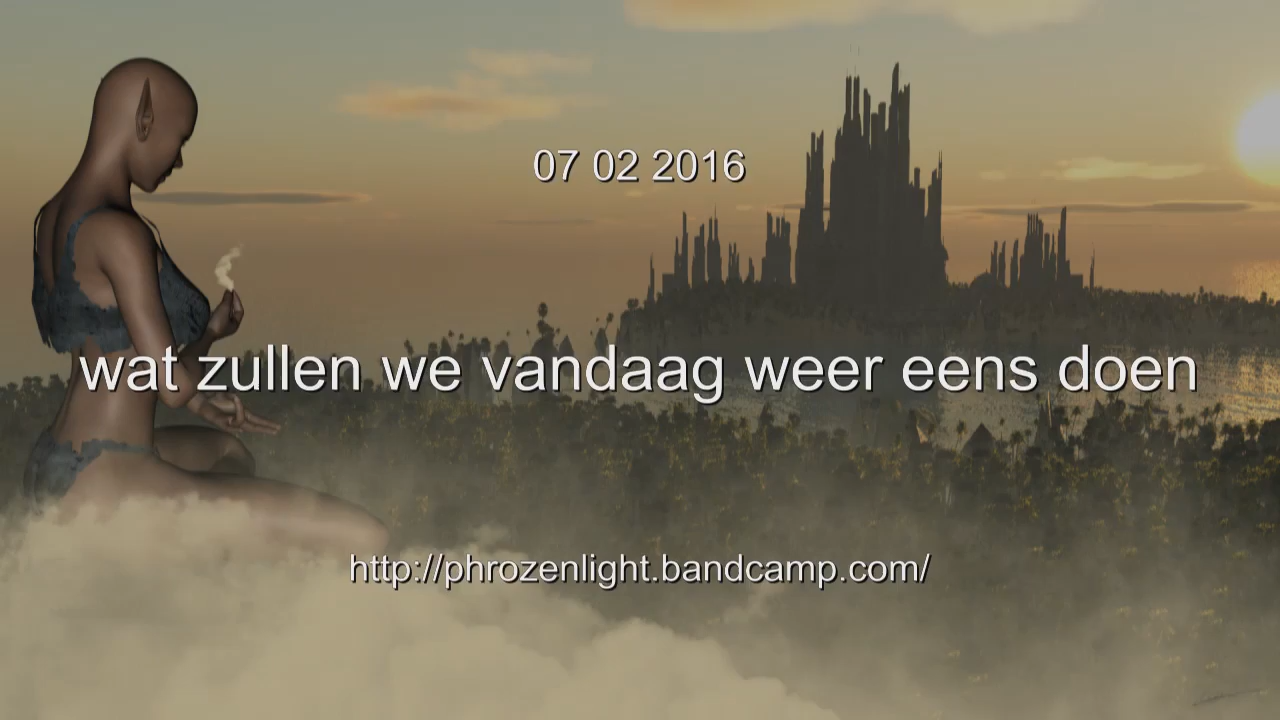 07 02 2016
wat zullen we vandaag weer eens doen
http://phrozenlight.bandcamp.com/